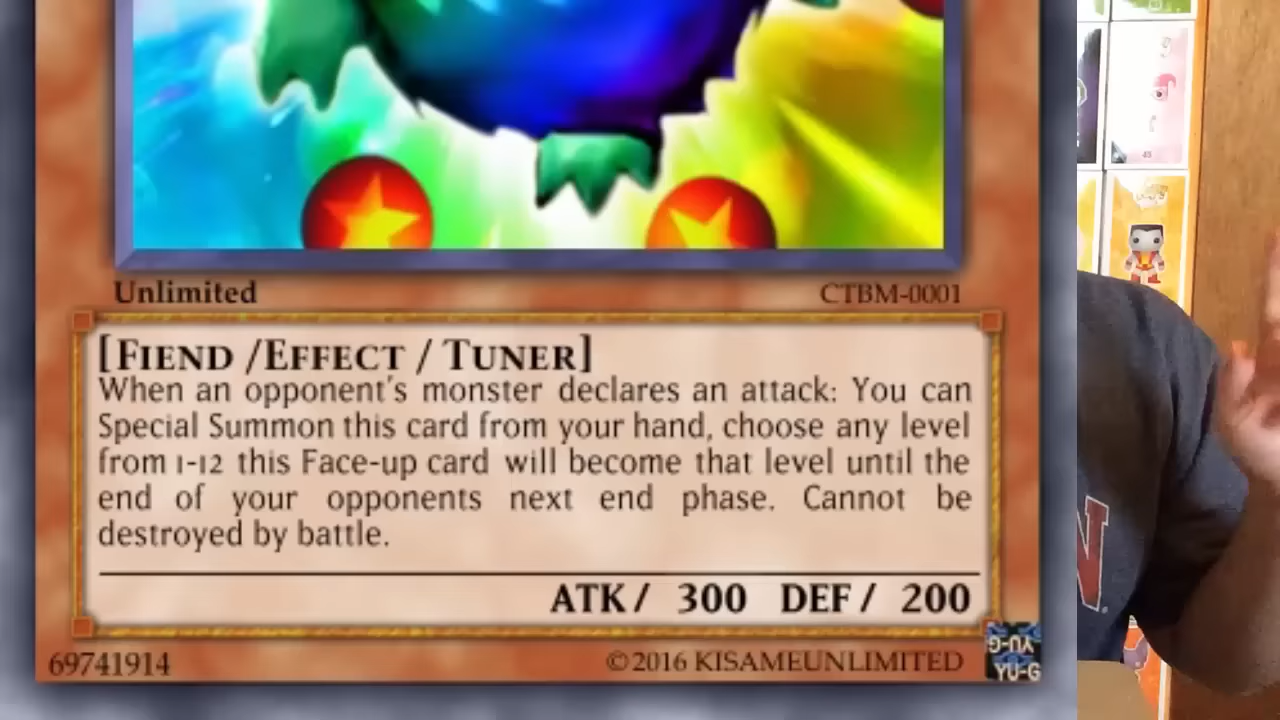 Unlimited
CTBM-0001
[FIEND /EFFECT / TUNER]
When an opponent's monster declares an attack: You can
Special Summon this card from your hand, choose any level
from 1-12 this Face-up card will become that level until the
end of your opponents next end phase. Cannot be
destroyed by battle.
ATK/ 300 DEF/ 200
69741914
©2016 KISAMEUNLIMITED
YU-G